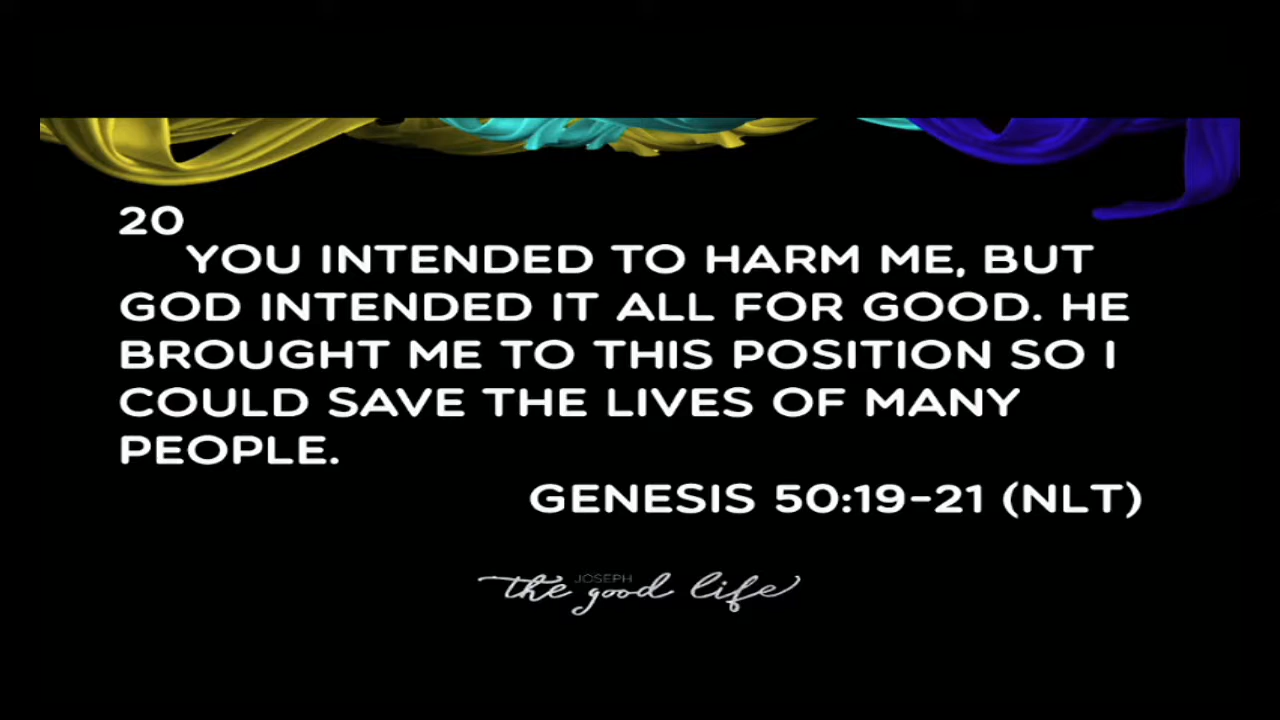 20
YOU INTENDED TO HARM ME, BUT
GOD INTENDED IT ALL FOR GOOD. HE
BROUGHT ME TO THIS POSITION SO I
COULD SAVE THE LIVES OF MANY
PEOPLE.
GENESIS 50:19-21 (NLT)
JOSEPH
the good life